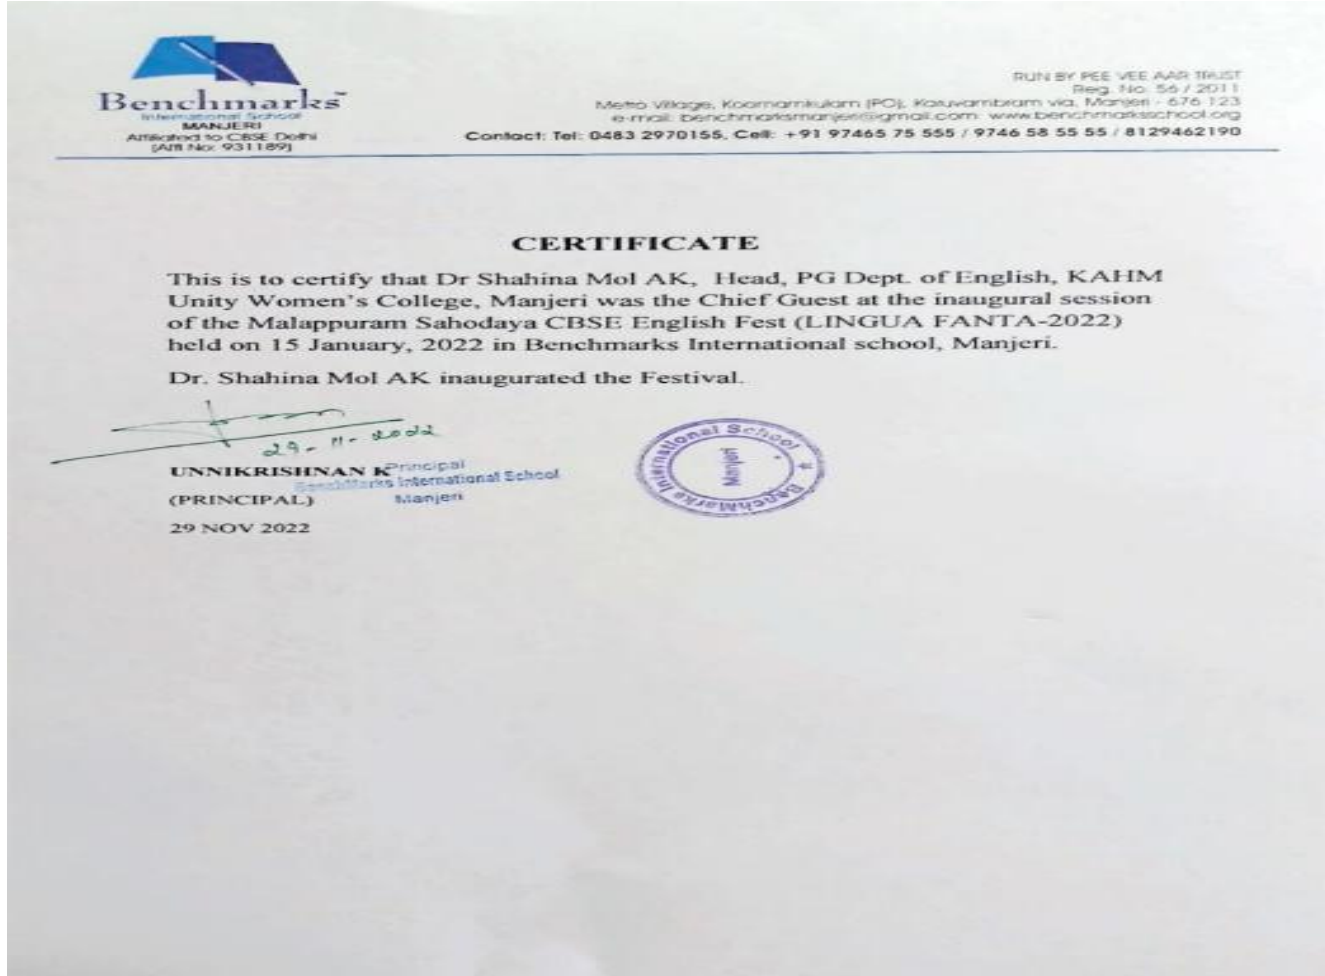 Benchmarks™
International School
MANJERI
Affiliated to CBSE Delhi
(Affi No: 931189)
RUN BY PEE VEE AAR TRUST
Reg. No. 56 / 2011
Metro Village, Koomamkulam (PO), Karuvambram via, Manjeri - 676 123
e-mail: benchmarksmanjeri@gmail.com www.benchmarksschool.org
Contact: Tel: 0483 2970155, Cell: +91 97465 75 555 / 9746 58 55 55 / 8129462190
CERTIFICATE
This is to certify that Dr Shahina Mol AK, Head, PG Dept. of English, KAHM
Unity Women's College, Manjeri was the Chief Guest at the inaugural session
of the Malappuram Sahodaya CBSE English Fest (LINGUA FANTA-2022)
held on 15 January, 2022 in Benchmarks International school, Manjeri.
Dr. Shahina Mol AK inaugurated the Festival.
29-11-2022
UNNIKRISHNAN K
Principal
BenchMarks International School
Manjeri
(PRINCIPAL)
29 NOV 2022
BenchMarks International School
Manjeri